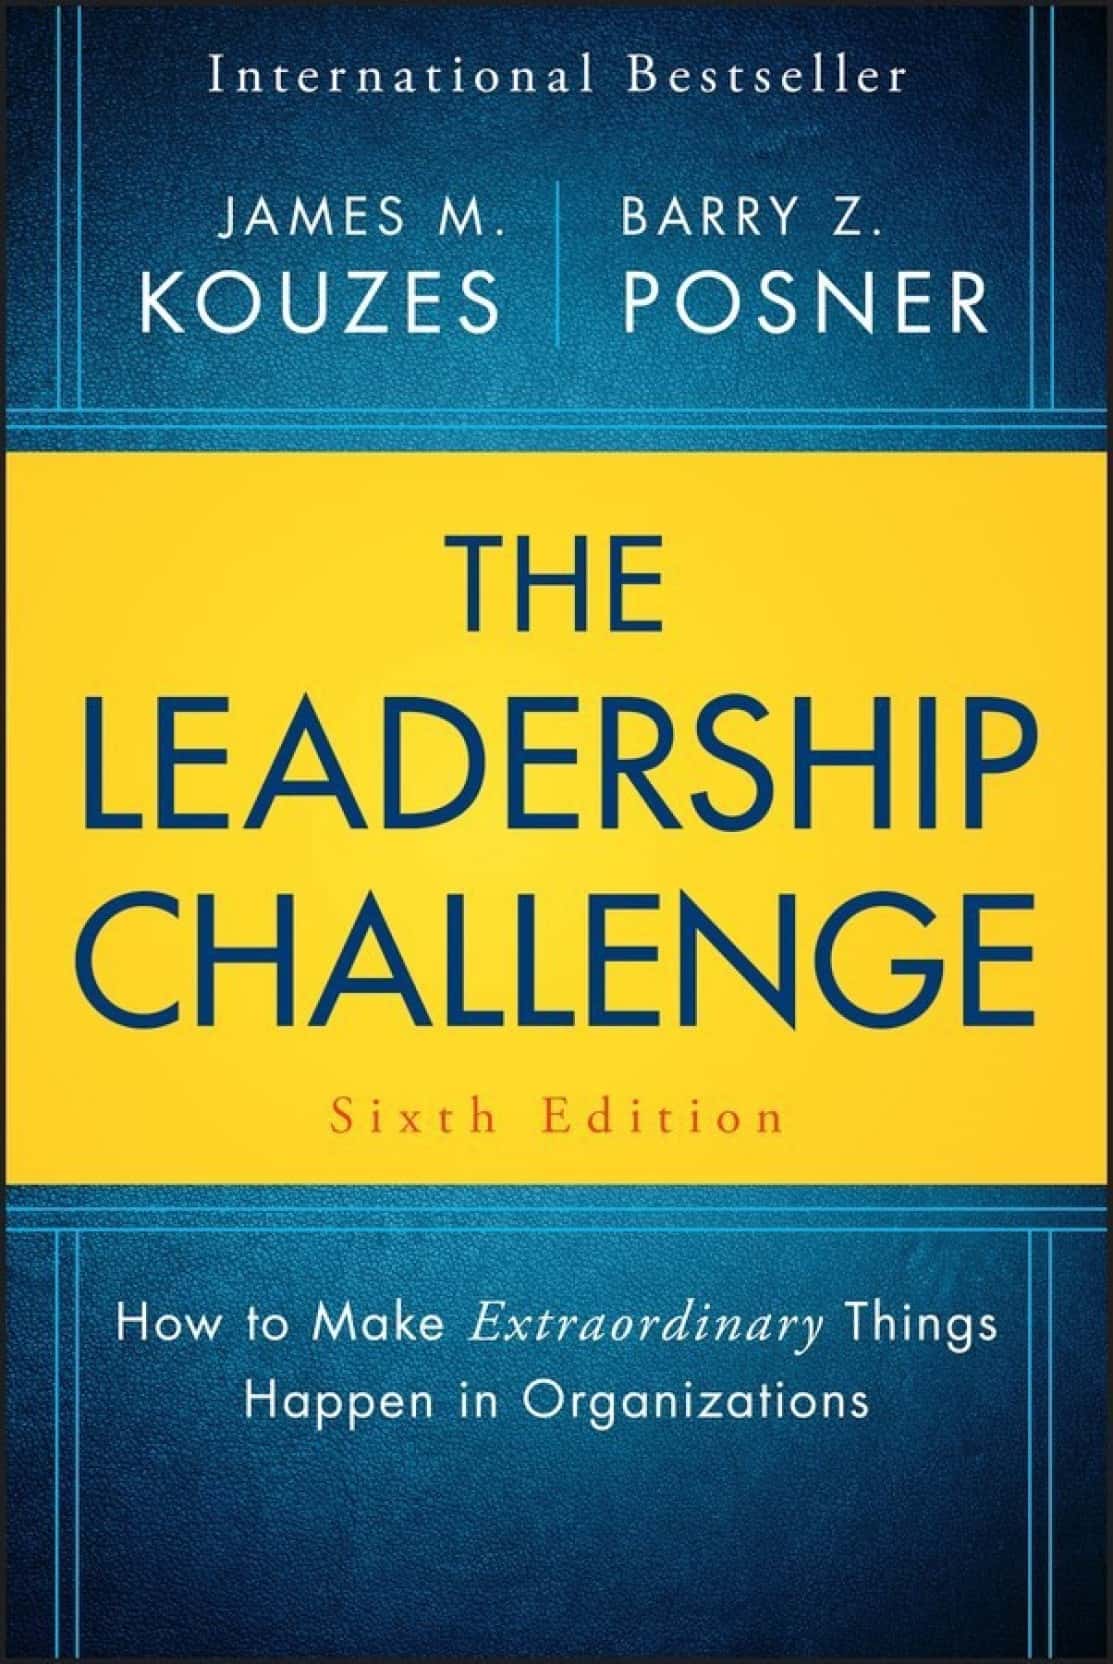 International Bestseller
JAMES M.
KOUZES
BARRY Z.
POSNER
THE
LEADERSHIP
CHALLENGE
Sixth Edition
How to Make Extraordinary Things
Happen in Organizations